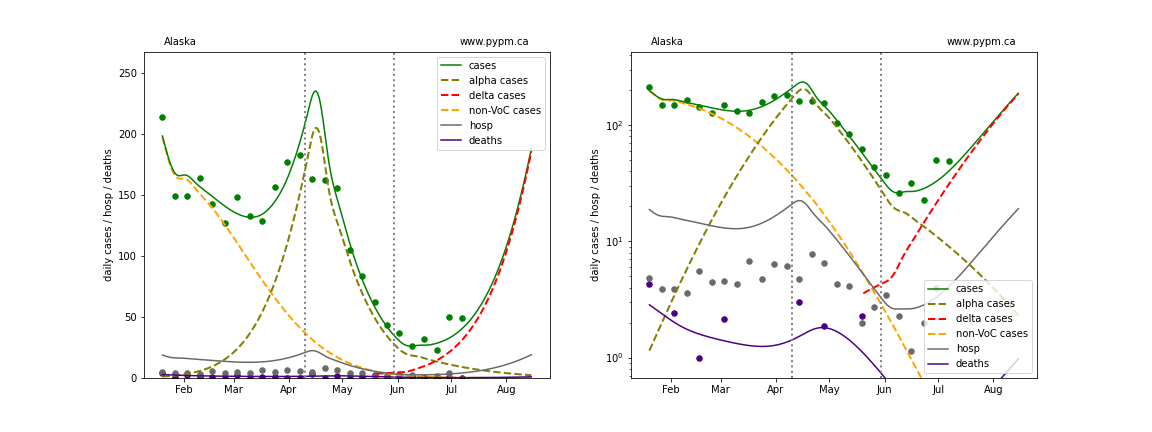 Alaska
www.pypm.ca
250
200
150
100
50
0
daily cases / hosp / deaths
cases
alpha cases
delta cases
non-VoC cases
hosp
deaths
Feb
Mar
Apr
May
Jun
Jul
Aug
Alaska
www.pypm.ca
10²
10¹
10⁰
daily cases / hosp / deaths
cases
alpha cases
delta cases
non-VoC cases
hosp
deaths
Feb
Mar
Apr
May
Jun
Jul
Aug